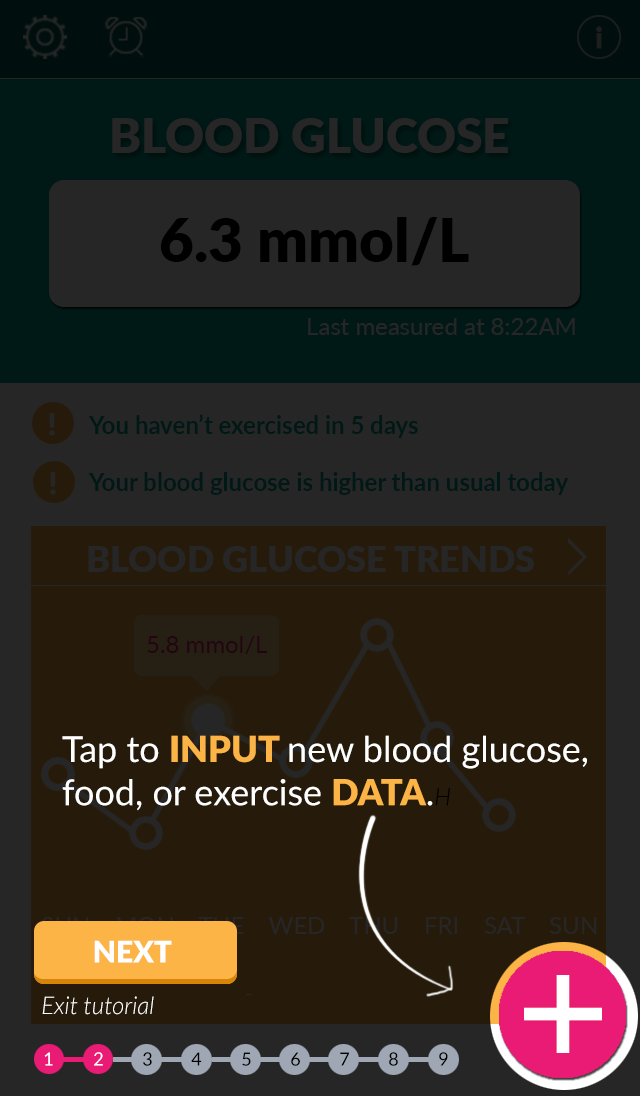 BLOOD GLUCOSE
6.3 mmol/L
Last measured at 8:22AM
! You haven't exercised in 5 days
! Your blood glucose is higher than usual today
BLOOD GLUCOSE TRENDS
5.8 mmol/L
Tap to INPUT new blood glucose,
food, or exercise DATA.H
SUN MON TUE WED THU FRI SAT SUN
NEXT
Exit tutorial
1 2 3 4 5 6 7 8 9